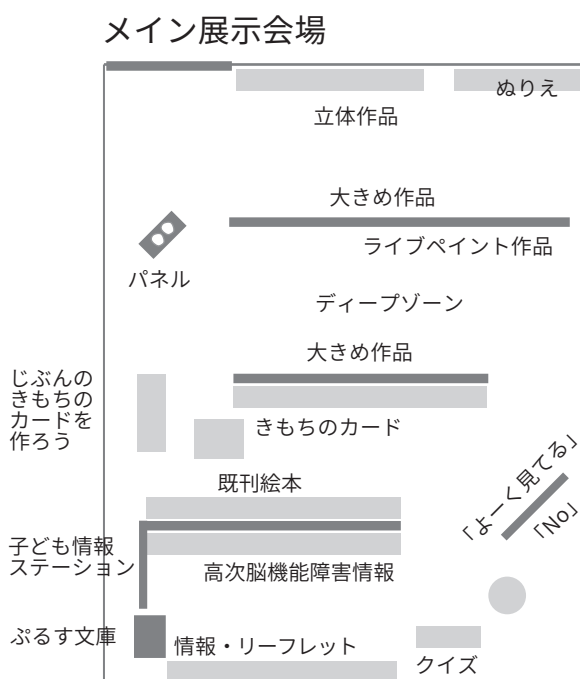 メイン展示会場
ぬりえ
立体作品
大きめ作品
ライブペイント作品
パネル
ディープゾーン
大きめ作品
じぶんの
きもちの
カードを
作ろう
きもちのカード
既刊絵本
「よーく見てる」
「No」
子ども情報
ステーション
高次脳機能障害情報
ぷるす文庫
情報・リーフレット
クイズ